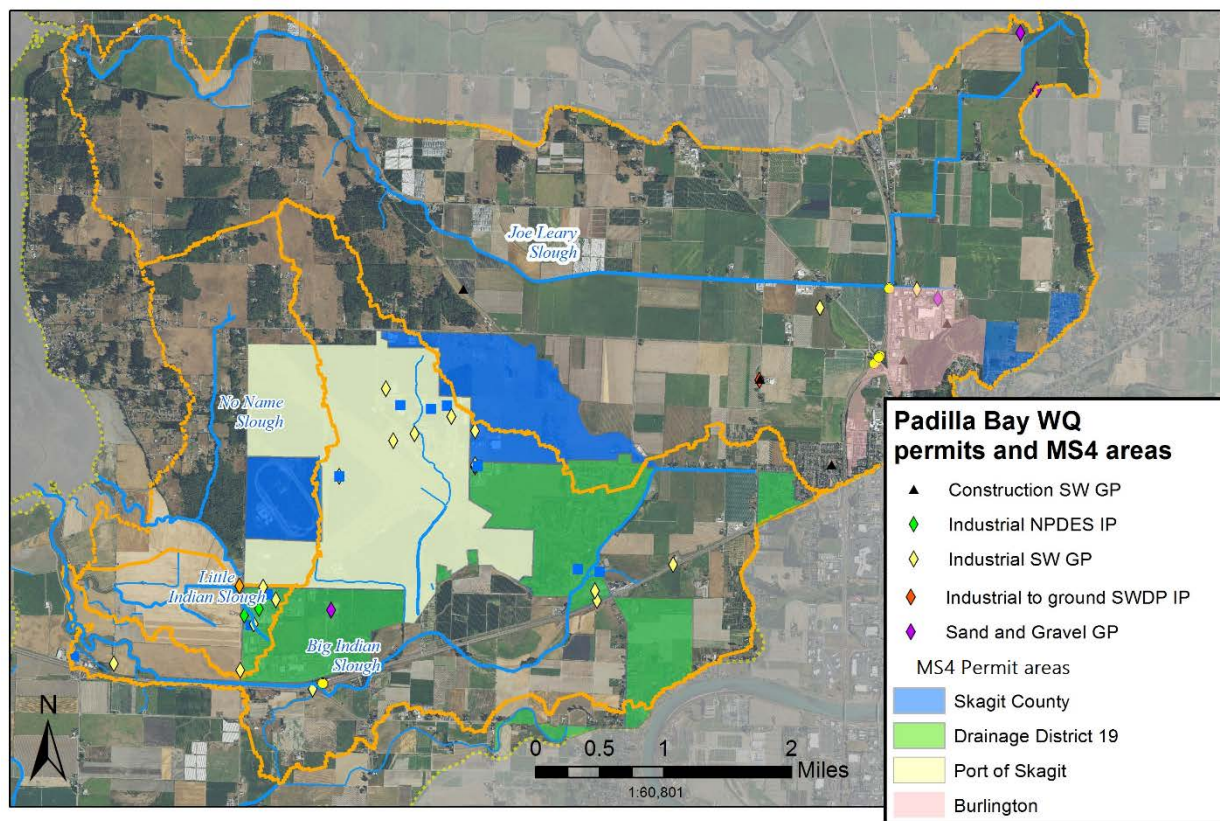 Joe Leary
Slough
No Name
Slough
Little
Indian Slough
Big Indian
Slough
N
0 0.5 1 2
Miles
1:60,801
Padilla Bay WQ
permits and MS4 areas
Construction SW GP
Industrial NPDES IP
Industrial SW GP
Industrial to ground SWDP IP
Sand and Gravel GP
MS4 Permit areas
Skagit County
Drainage District 19
Port of Skagit
Burlington